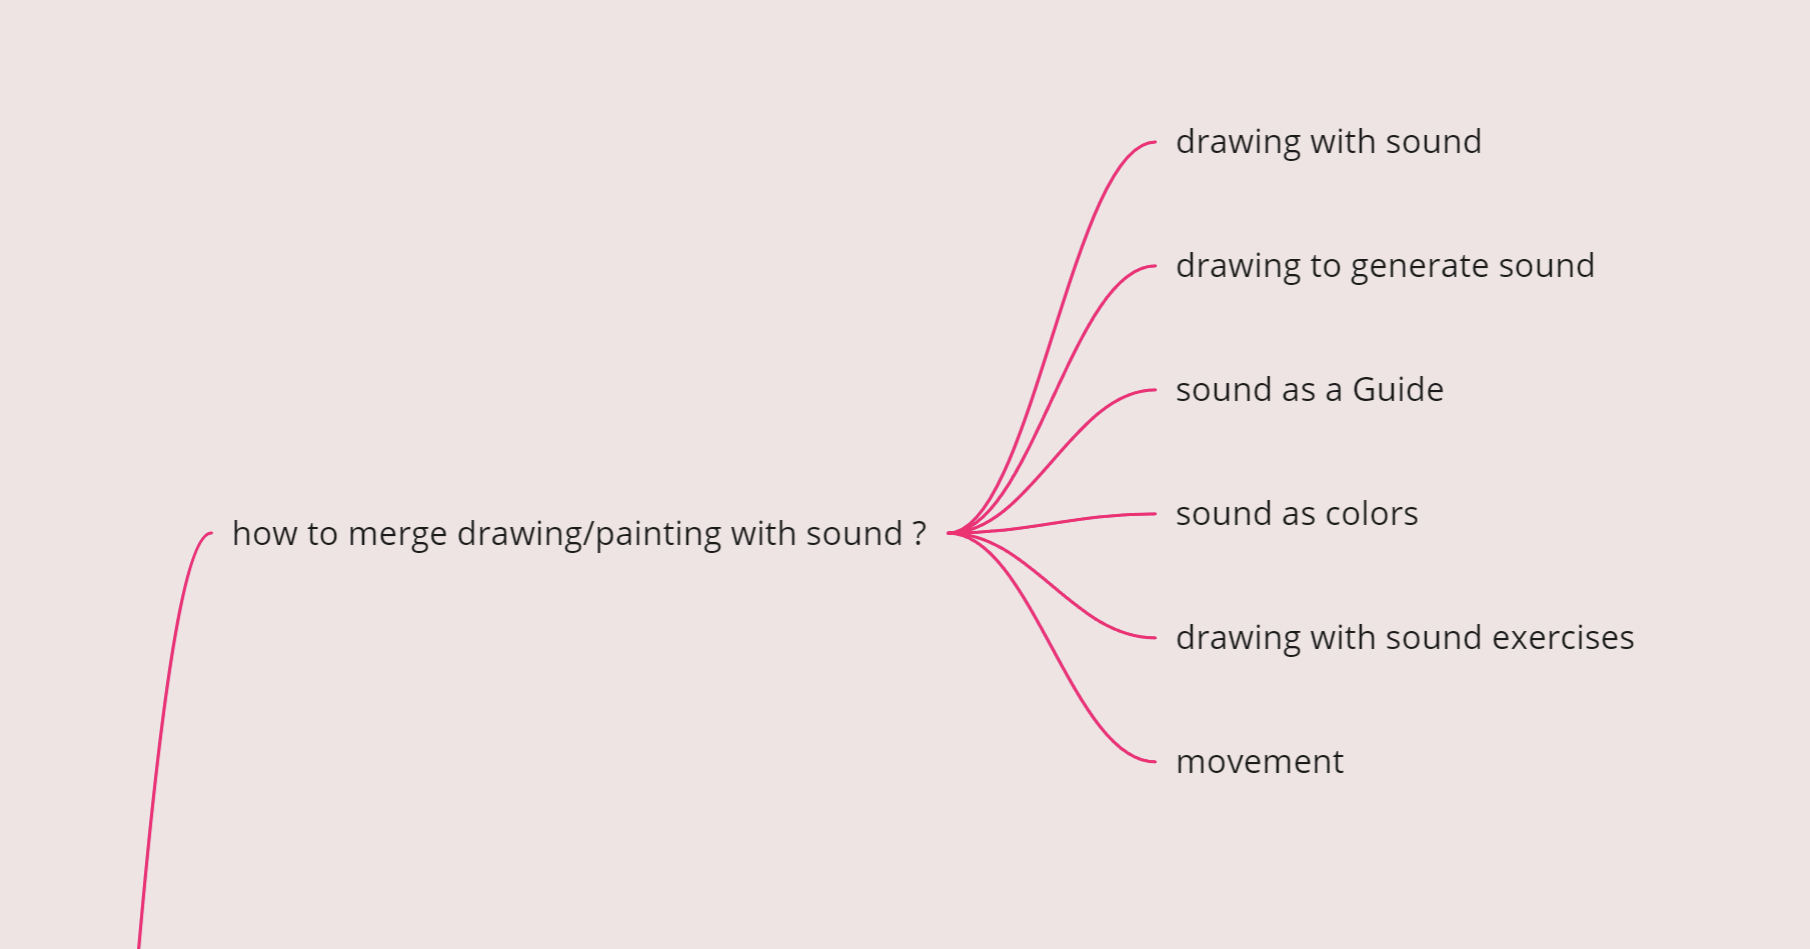 drawing with sound
drawing to generate sound
sound as a Guide
how to merge drawing/painting with sound ?
sound as colors
drawing with sound exercises
movement